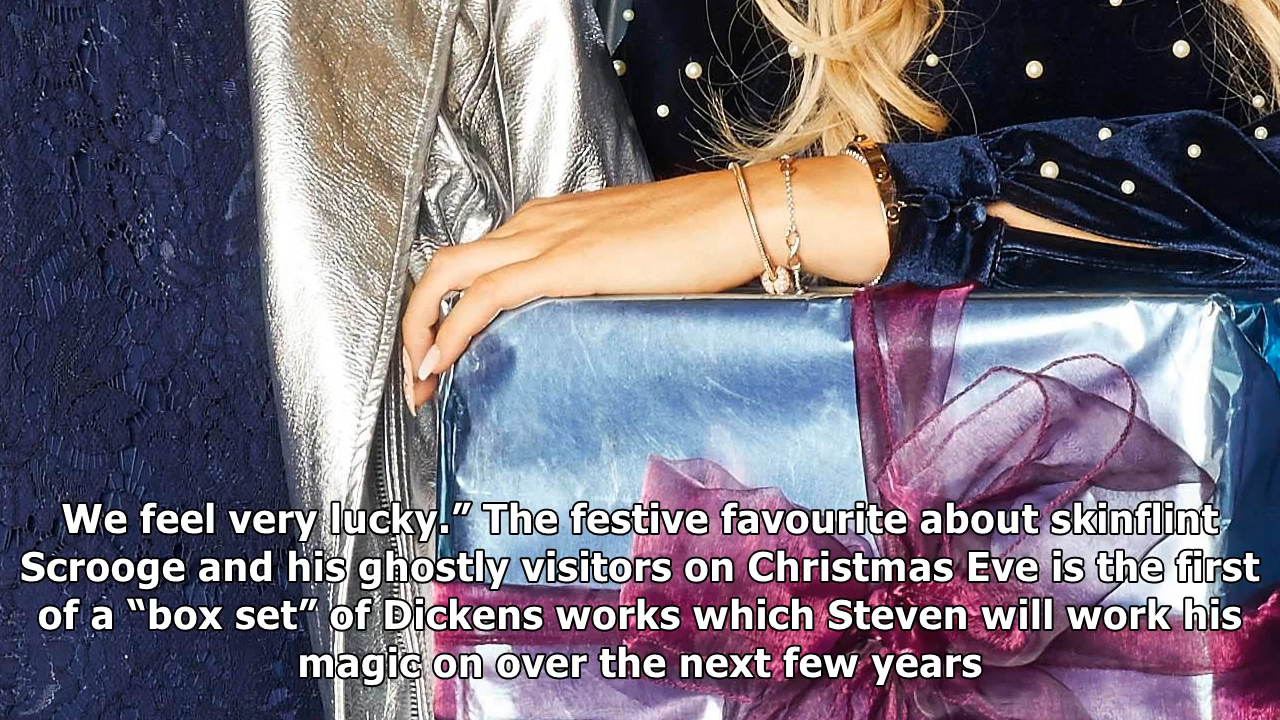 We feel very lucky.” The festive favourite about skinflint
Scrooge and his ghostly visitors on Christmas Eve is the first
of a “box set” of Dickens works which Steven will work his
magic on over the next few years